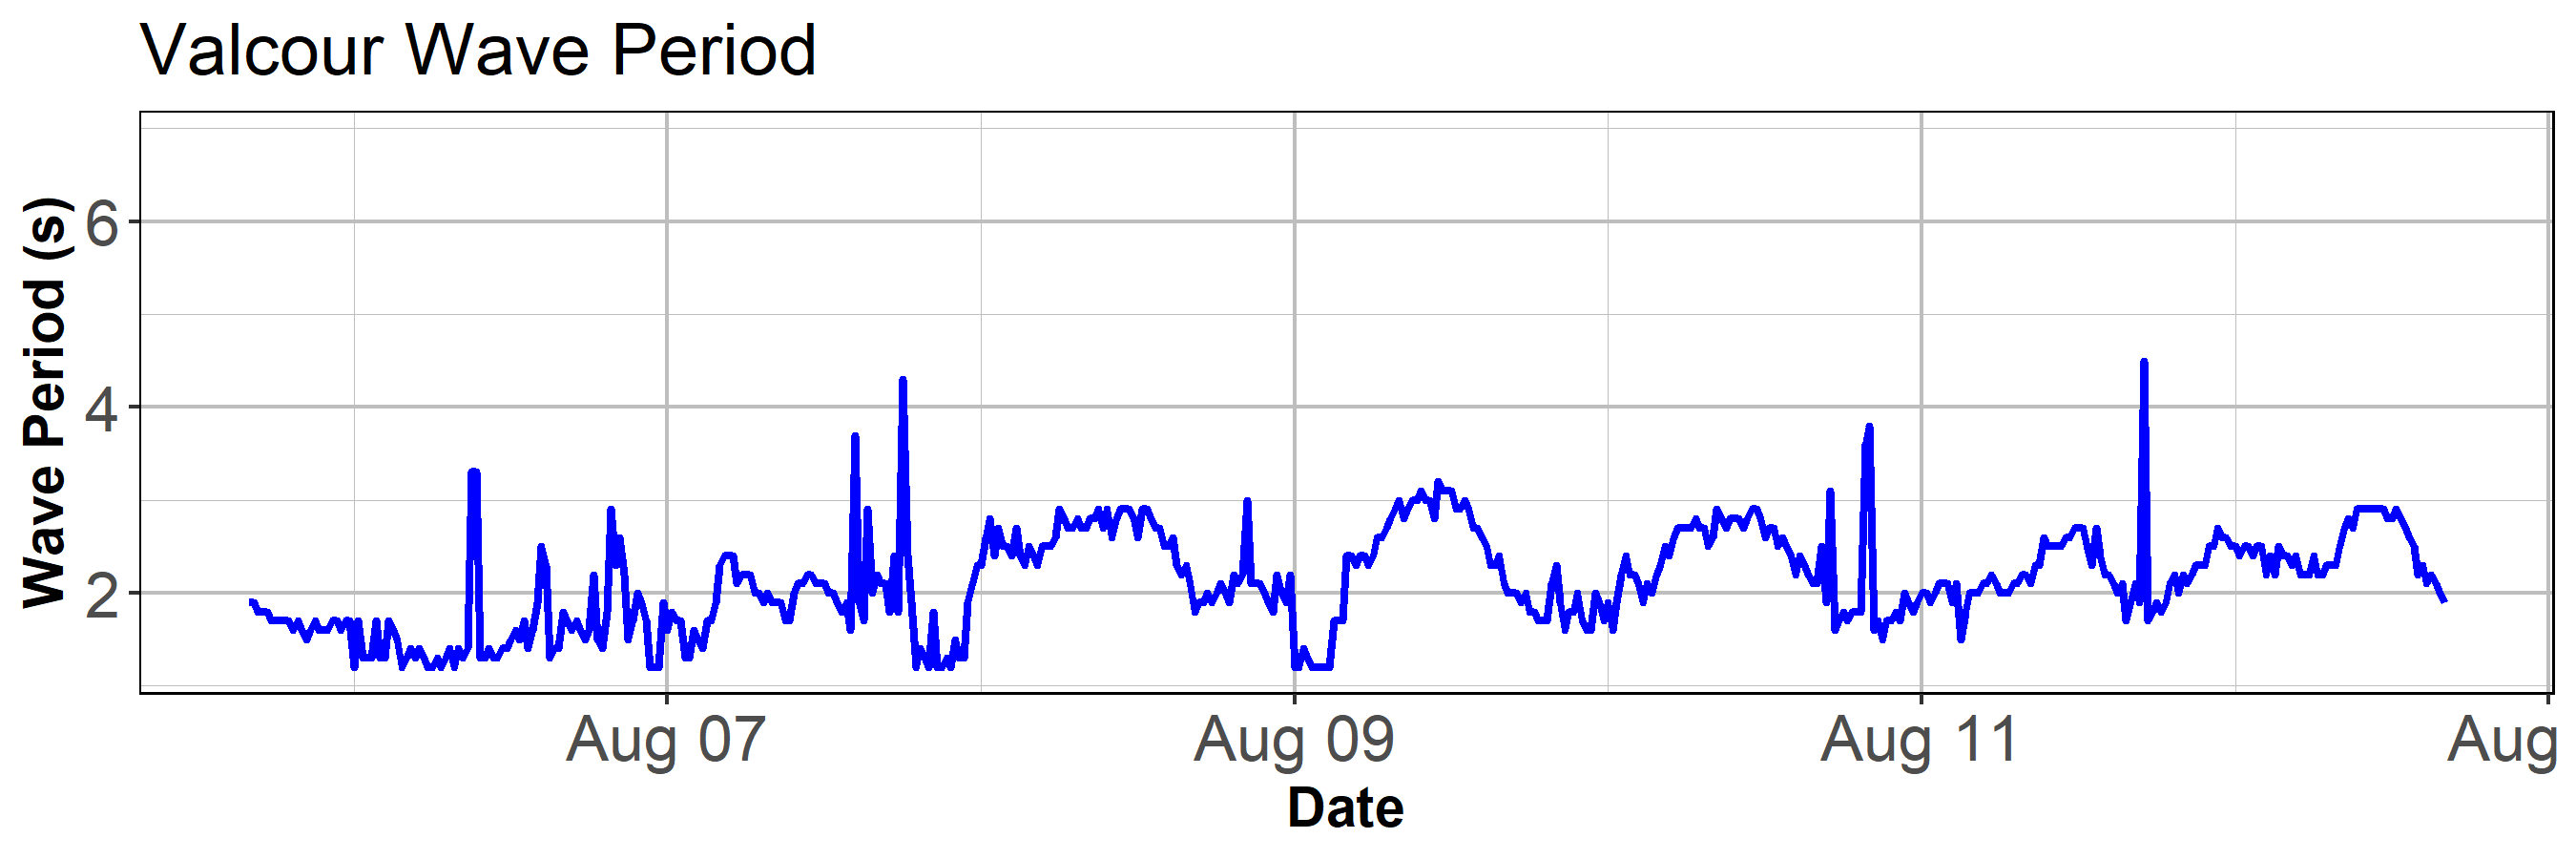 Valcour Wave Period
Wave Period (s)
6
4
2
Aug 07
Aug 09
Aug 11
Aug
Date